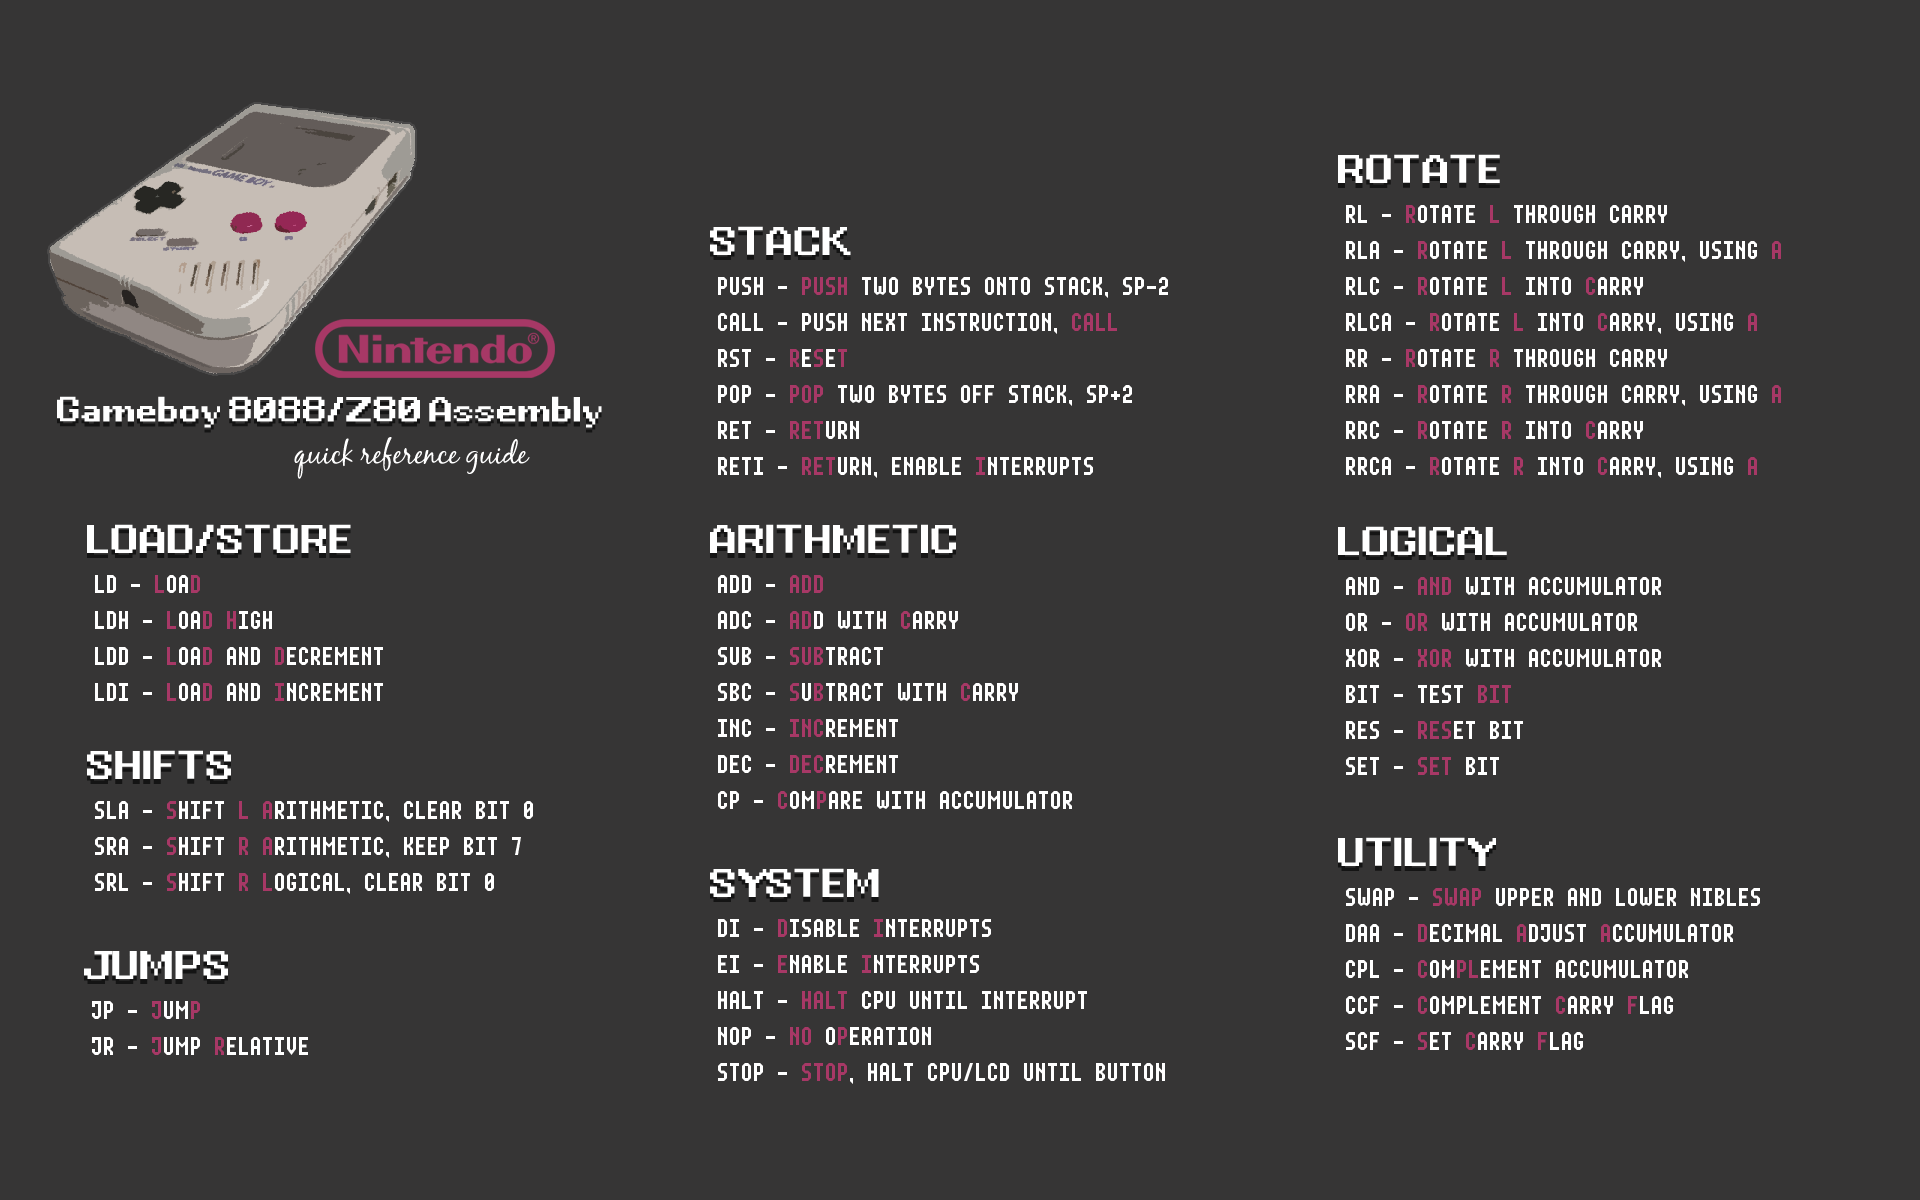 GAME BOY
SELECT
START
B
A
Nintendo®
Gameboy 8088/Z80 Assembly
quick reference guide
LOAD/STORE
LD - LOAD
LDH - LOAD HIGH
LDD - LOAD AND DECREMENT
LDI - LOAD AND INCREMENT
SHIFTS
SLA - SHIFT L ARITHMETIC, CLEAR BIT 0
SRA - SHIFT R ARITHMETIC, KEEP BIT 7
SRL - SHIFT R LOGICAL, CLEAR BIT 0
JUMPS
JP - JUMP
JR - JUMP RELATIVE
STACK
PUSH - PUSH TWO BYTES ONTO STACK, SP-2
CALL - PUSH NEXT INSTRUCTION, CALL
RST - RESET
POP - POP TWO BYTES OFF STACK, SP+2
RET - RETURN
RETI - RETURN, ENABLE INTERRUPTS
ARITHMETIC
ADD - ADD
ADC - ADD WITH CARRY
SUB - SUBTRACT
SBC - SUBTRACT WITH CARRY
INC - INCREMENT
DEC - DECREMENT
CP - COMPARE WITH ACCUMULATOR
SYSTEM
DI - DISABLE INTERRUPTS
EI - ENABLE INTERRUPTS
HALT - HALT CPU UNTIL INTERRUPT
NOP - NO OPERATION
STOP - STOP, HALT CPU/LCD UNTIL BUTTON
ROTATE
RL - ROTATE L THROUGH CARRY
RLA - ROTATE L THROUGH CARRY, USING A
RLC - ROTATE L INTO CARRY
RLCA - ROTATE L INTO CARRY, USING A
RR - ROTATE R THROUGH CARRY
RRA - ROTATE R THROUGH CARRY, USING A
RRC - ROTATE R INTO CARRY
RRCA - ROTATE R INTO CARRY, USING A
LOGICAL
AND - AND WITH ACCUMULATOR
OR - OR WITH ACCUMULATOR
XOR - XOR WITH ACCUMULATOR
BIT - TEST BIT
RES - RESET BIT
SET - SET BIT
UTILITY
SWAP - SWAP UPPER AND LOWER NIBLES
DAA - DECIMAL ADJUST ACCUMULATOR
CPL - COMPLEMENT ACCUMULATOR
CCF - COMPLEMENT CARRY FLAG
SCF - SET CARRY FLAG